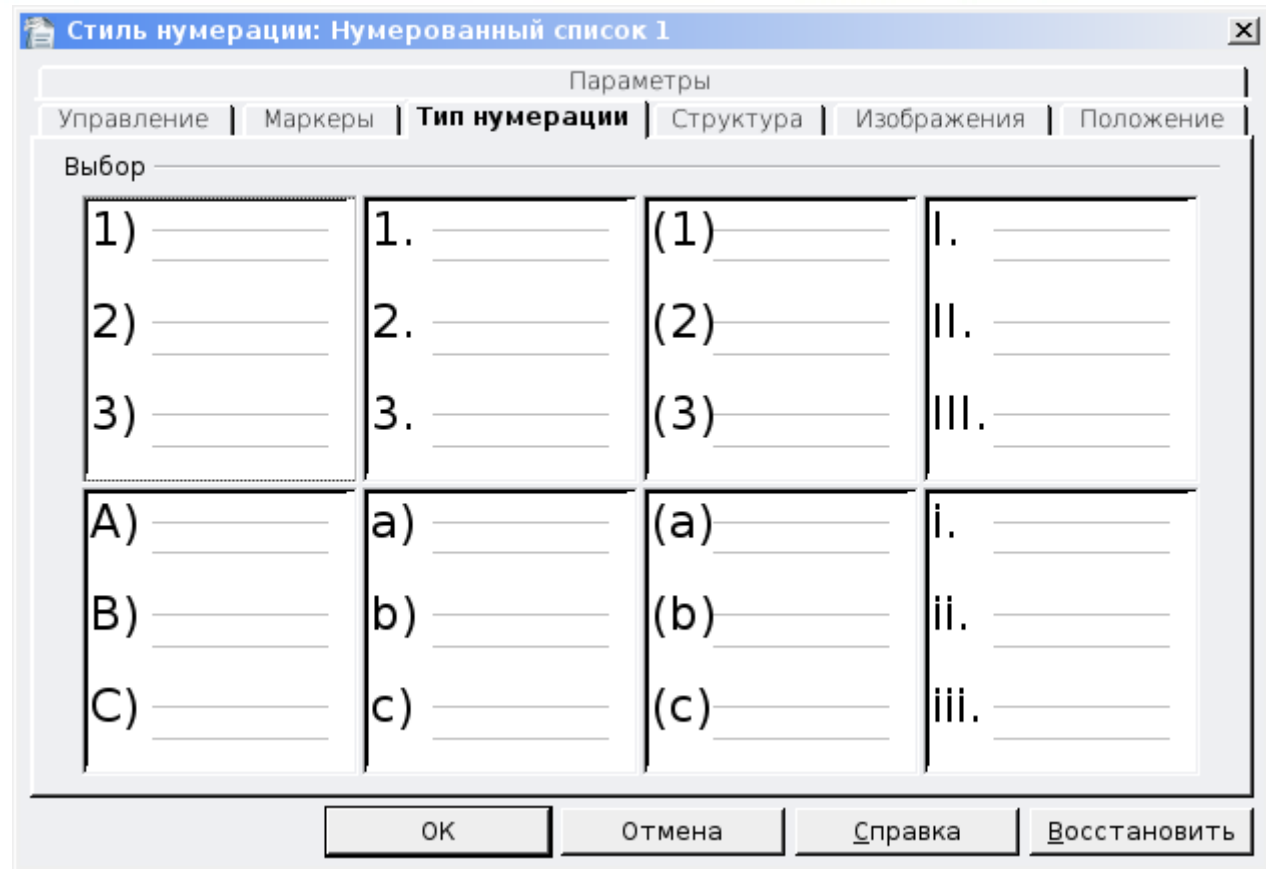 Стиль нумерации: Нумерованный список 1
Параметры
Управление Маркеры Тип нумерации Структура Изображения Положение
Выбор
1) 1. (1) I.
2) 2. (2) II.
3) 3. (3) III.
A) a) (a) i.
B) b) (b) ii.
C) c) (c) iii.
OK Отмена Справка Восстановить